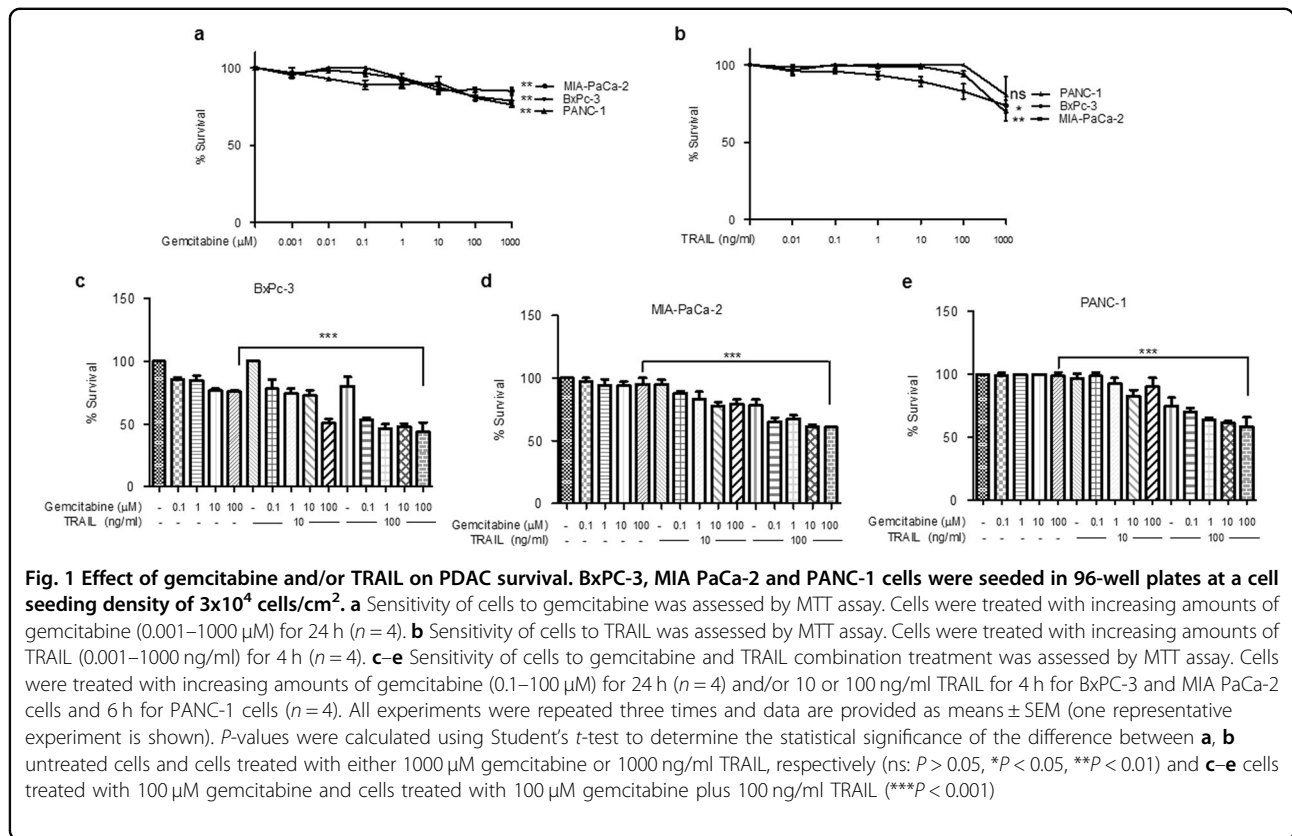 a
100
50
0
% Survival
** MIA-PaCa-2
** BxPc-3
** PANC-1
Gemcitabine (µM) 0.001 0.01 0.1 1 10 100 1000
b
100
50
0
% Survival
ns PANC-1
* BxPc-3
** MIA-PaCa-2
TRAIL (ng/ml) 0.01 0.1 1 10 100 1000
c
BxPc-3
150
100
50
0
% Survival
***
Gemcitabine (µM) - 0.1 1 10 100 - 0.1 1 10 100 - 0.1 1 10 100
TRAIL (ng/ml) - - - - - 10 100
d
MIA-PaCa-2
150
100
50
0
% Survival
***
Gemcitabine (µM) - 0.1 1 10 100 - 0.1 1 10 100 - 0.1 1 10 100
TRAIL (ng/ml) - - - - - 10 100
e
PANC-1
150
100
50
0
% Survival
***
Gemcitabine (µM) - 0.1 1 10 100 - 0.1 1 10 100 - 0.1 1 10 100
TRAIL (ng/ml) - - - - - 10 100
Fig. 1 Effect of gemcitabine and/or TRAIL on PDAC survival. BxPC-3, MIA PaCa-2 and PANC-1 cells were seeded in 96-well plates at a cell
seeding density of 3x10⁴ cells/cm². a Sensitivity of cells to gemcitabine was assessed by MTT assay. Cells were treated with increasing amounts of
gemcitabine (0.001–1000 µM) for 24 h (n = 4). b Sensitivity of cells to TRAIL was assessed by MTT assay. Cells were treated with increasing amounts of
TRAIL (0.001–1000 ng/ml) for 4 h (n = 4). c–e Sensitivity of cells to gemcitabine and TRAIL combination treatment was assessed by MTT assay. Cells
were treated with increasing amounts of gemcitabine (0.1–100 µM) for 24 h (n = 4) and/or 10 or 100 ng/ml TRAIL for 4 h for BxPC-3 and MIA PaCa-2
cells and 6 h for PANC-1 cells (n = 4). All experiments were repeated three times and data are provided as means ± SEM (one representative
experiment is shown). P-values were calculated using Student's t-test to determine the statistical significance of the difference between a, b
untreated cells and cells treated with either 1000 µM gemcitabine or 1000 ng/ml TRAIL, respectively (ns: P > 0.05, *P < 0.05, **P < 0.01) and c–e cells
treated with 100 µM gemcitabine and cells treated with 100 µM gemcitabine plus 100 ng/ml TRAIL (***P < 0.001)